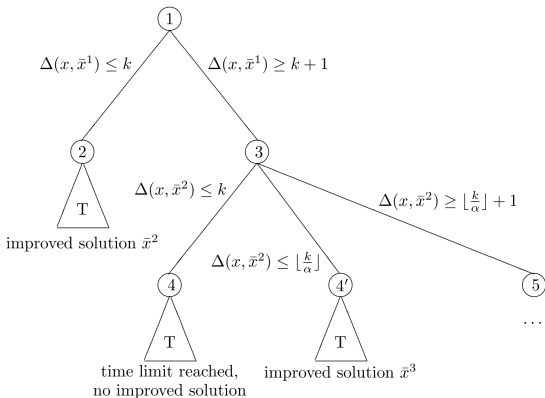 1
Δ(x, x̄¹) ≤ k
Δ(x, x̄¹) ≥ k + 1
2
3
Δ(x, x̄²) ≤ k
Δ(x, x̄²) ≥ ⌊k/α⌋ + 1
T
improved solution x̄²
Δ(x, x̄²) ≤ ⌊k/α⌋
4
4′
5
...
T
T
time limit reached,
no improved solution
improved solution x̄³